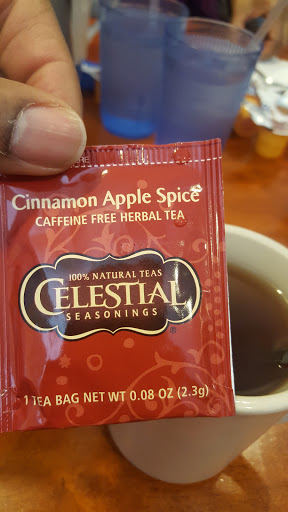 Cinnamon Apple Spice
CAFFEINE FREE HERBAL TEA
100% NATURAL TEAS
CELESTIAL
SEASONINGS®
1 TEA BAG NET WT 0.08 OZ (2.3g)